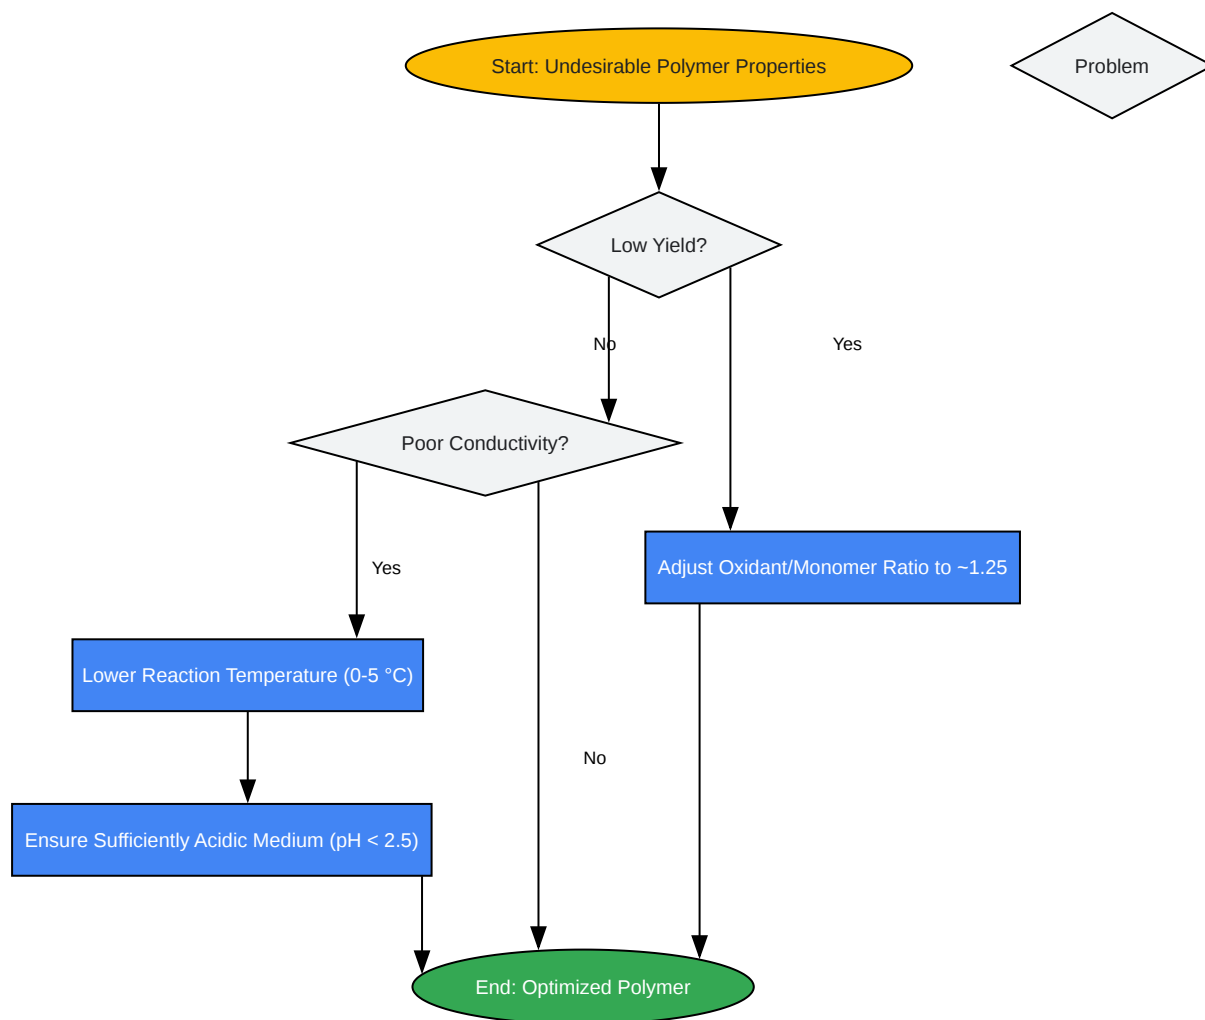 Start: Undesirable Polymer Properties
Problem
Low Yield?
No
Yes
Poor Conductivity?
Yes
Adjust Oxidant/Monomer Ratio to ~1.25
Lower Reaction Temperature (0-5 °C)
No
Ensure Sufficiently Acidic Medium (pH < 2.5)
End: Optimized Polymer